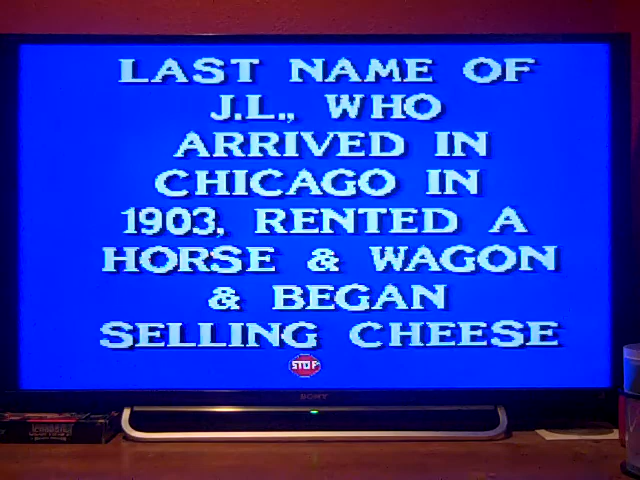 LAST NAME OF
J.L., WHO
ARRIVED IN
CHICAGO IN
1903, RENTED A
HORSE & WAGON
& BEGAN
SELLING CHEESE
STOP
SONY